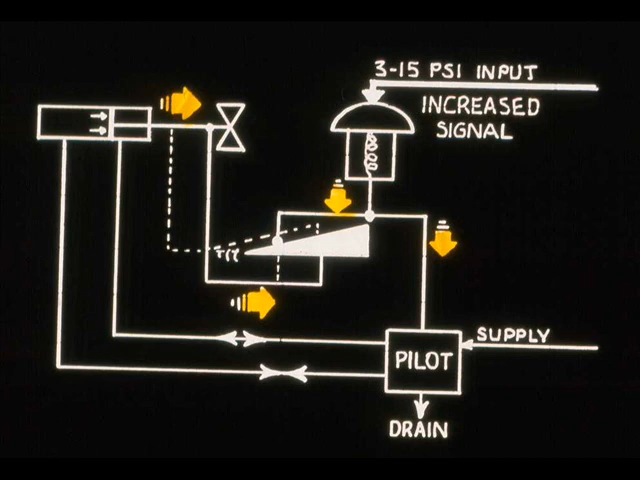 3-15 PSI INPUT
INCREASED
SIGNAL
SUPPLY
PILOT
DRAIN